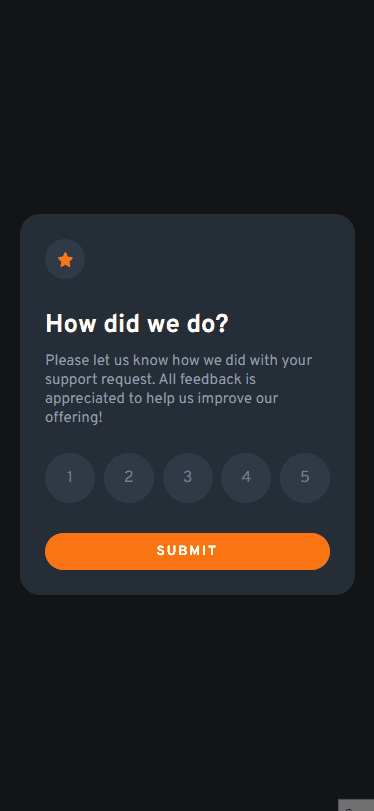 How did we do?
Please let us know how we did with your
support request. All feedback is
appreciated to help us improve our
offering!
1 2 3 4 5
SUBMIT